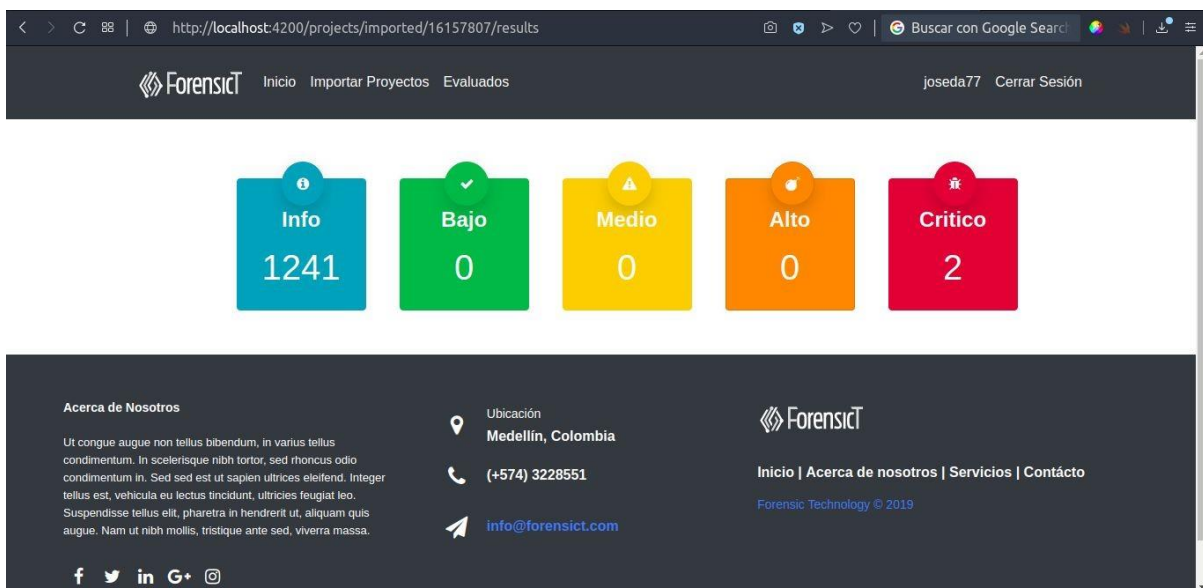 http://localhost:4200/projects/imported/16157807/results
Buscar con Google Search
ForensicT
Inicio Importar Proyectos Evaluados
joseda77 Cerrar Sesión
Info
1241
Bajo
0
Medio
0
Alto
0
Critico
2
Acerca de Nosotros
Ut congue augue non tellus bibendum, in varius tellus
condimentum. In scelerisque nibh tortor, sed rhoncus odio
condimentum in. Sed sed est ut sapien ultrices eleifend. Integer
tellus est, vehicula eu lectus tincidunt, ultricies feugiat leo.
Suspendisse tellus elit, pharetra in hendrerit ut, aliquam quis
augue. Nam ut nibh mollis, tristique ante sed, viverra massa.
Ubicación
Medellín, Colombia
(+574) 3228551
info@forensict.com
ForensicT
Inicio | Acerca de nosotros | Servicios | Contácto
Forensic Technology © 2019